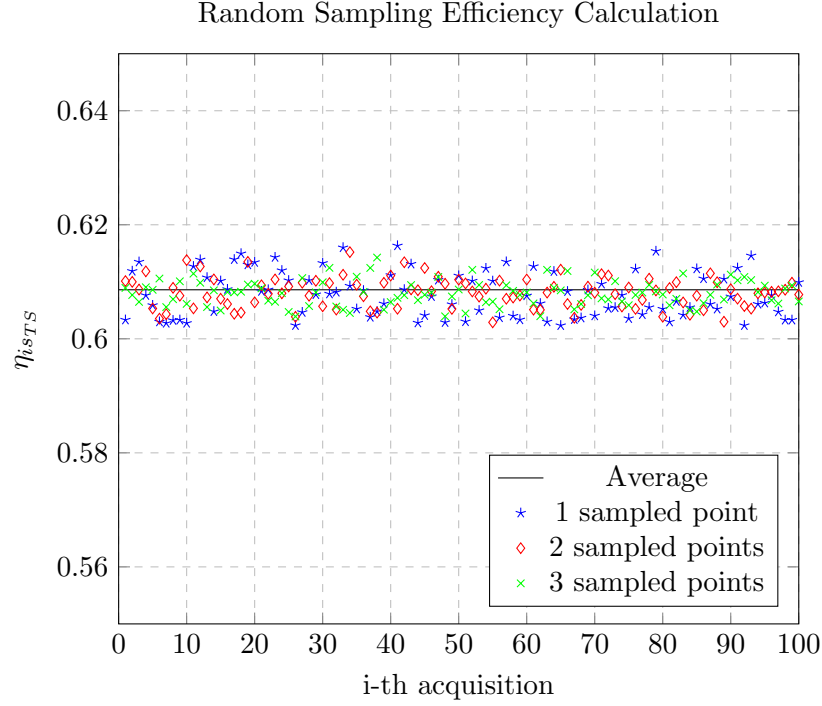 Random Sampling Efficiency Calculation
0.64
0.62
0.6
0.58
0.56
η_{is_{TS}}
Average
1 sampled point
2 sampled points
3 sampled points
0 10 20 30 40 50 60 70 80 90 100
i-th acquisition